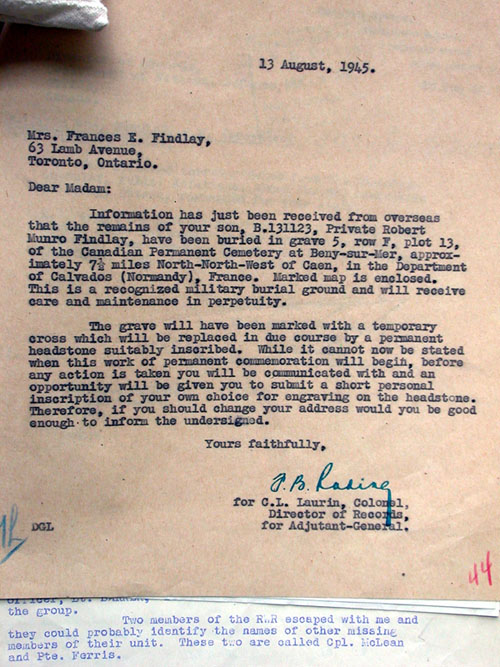 13 August, 1945.
Mrs. Frances E. Findlay,
63 Lamb Avenue,
Toronto, Ontario.
Dear Madam:
Information has just been received from overseas
that the remains of your son, B.131123, Private Robert
Munro Findlay, have been buried in grave 5, row F, plot 13,
of the Canadian Permanent Cemetery at Beny-sur-Mer, approx-
imately 7½ miles North-North-West of Caen, in the Department
of Calvados (Normandy), France. Marked map is enclosed.
This is a recognized military burial ground and will receive
care and maintenance in perpetuity.
The grave will have been marked with a temporary
cross which will be replaced in due course by a permanent
headstone suitably inscribed. While it cannot now be stated
when this work of permanent commemoration will begin, before
any action is taken you will be communicated with and an
opportunity will be given you to submit a short personal
inscription of your own choice for engraving on the headstone.
Therefore, if you should change your address would you be good
enough to inform the undersigned.
Yours faithfully,
for C.L. Laurin, Colonel,
Director of Records,
for Adjutant-General.
DGL
44
the group.
Two members of the RWR escaped with me and
they could probably identify the names of other missing
members of their unit. These two are called Cpl. McLean
and Pte. Ferris.